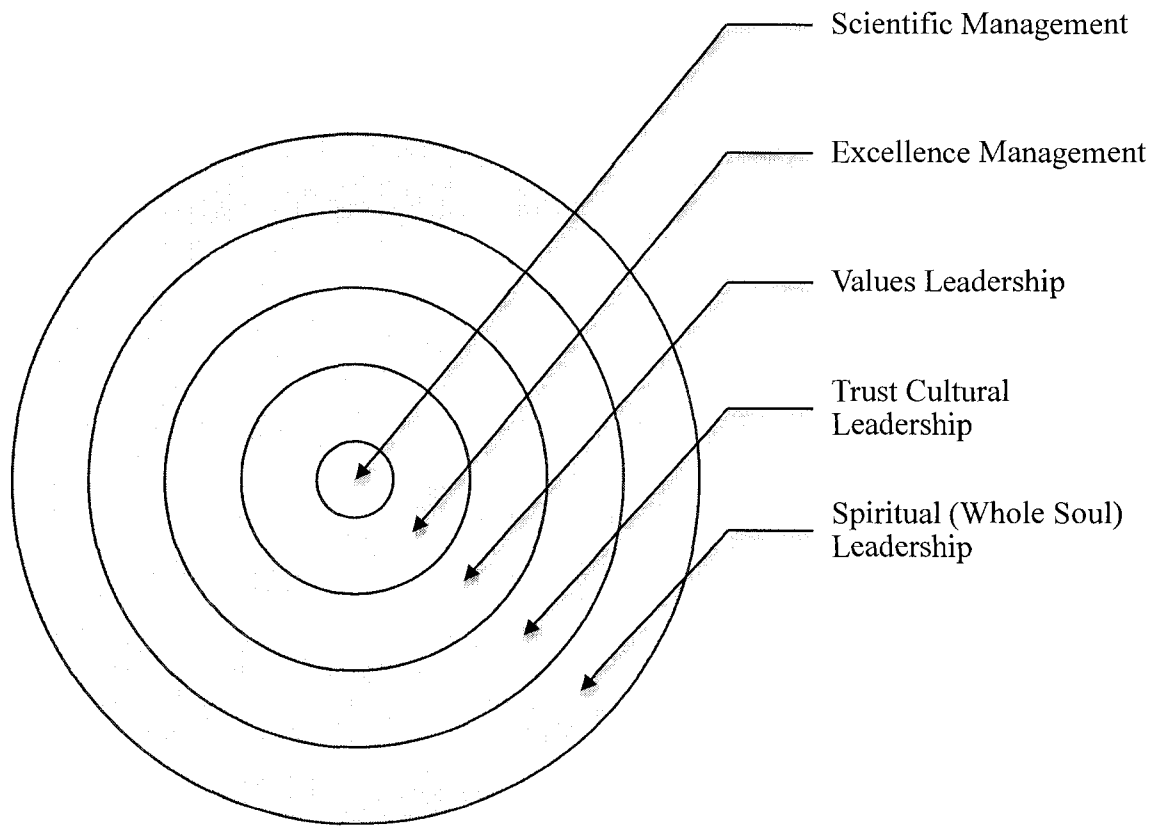 Scientific Management
Excellence Management
Values Leadership
Trust Cultural
Leadership
Spiritual (Whole Soul)
Leadership